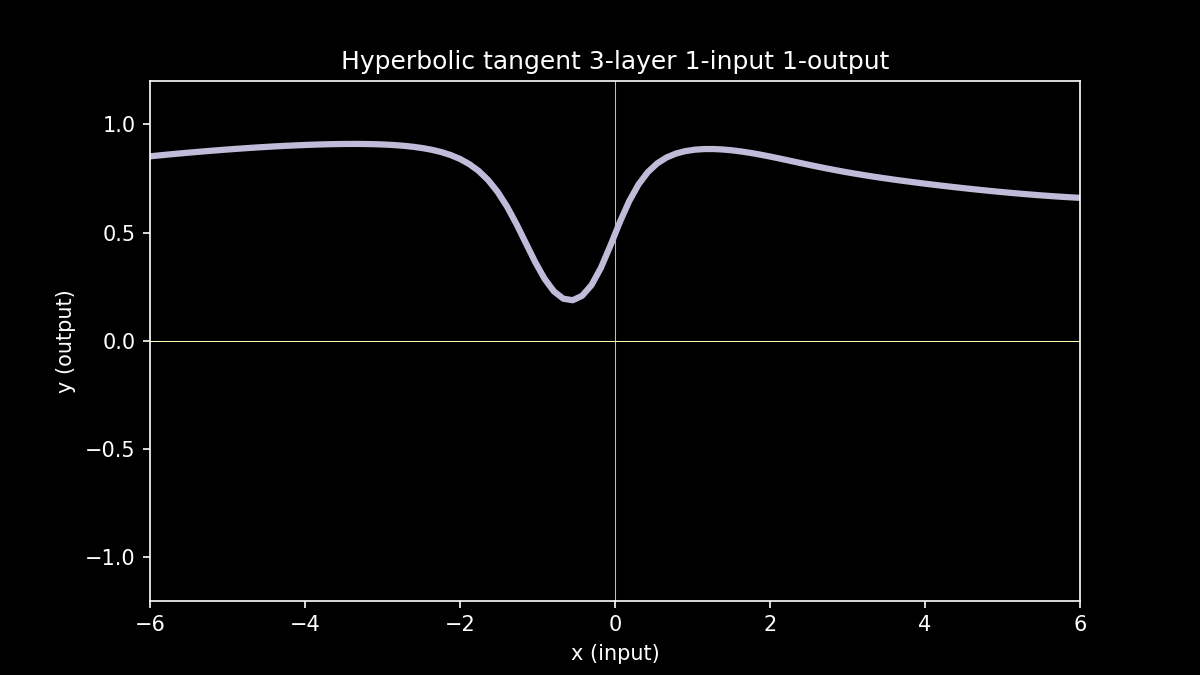 Hyperbolic tangent 3-layer 1-input 1-output
1.0
0.5
0.0
−0.5
−1.0
y (output)
−6 −4 −2 0 2 4 6
x (input)